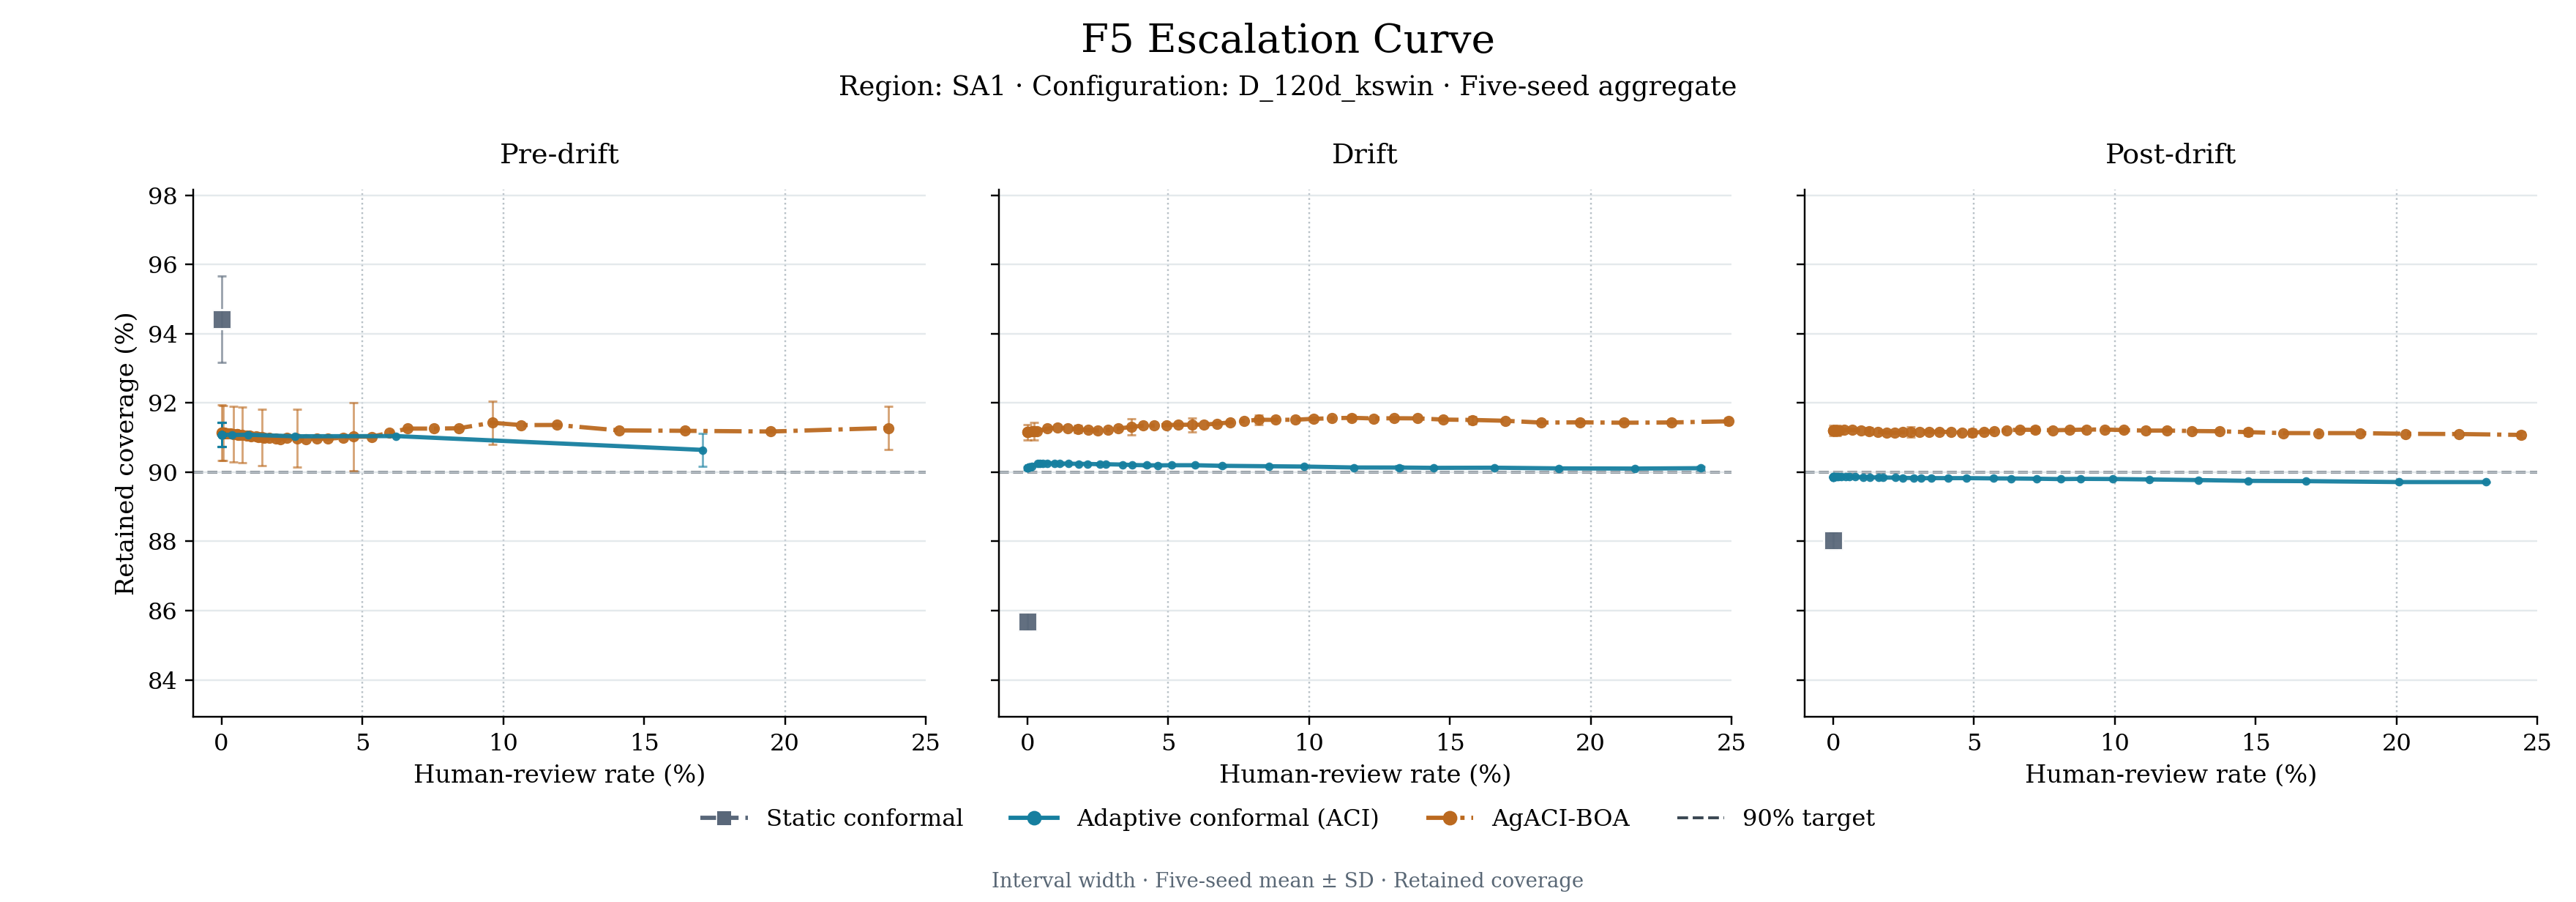 F5 Escalation Curve
Region: SA1 · Configuration: D_120d_kswin · Five-seed aggregate
Pre-drift
Drift
Post-drift
Retained coverage (%)
98
96
94
92
90
88
86
84
0 5 10 15 20 25
0 5 10 15 20 25
0 5 10 15 20 25
Human-review rate (%)
Human-review rate (%)
Human-review rate (%)
Static conformal
Adaptive conformal (ACI)
AgACI-BOA
90% target
Interval width · Five-seed mean ± SD · Retained coverage